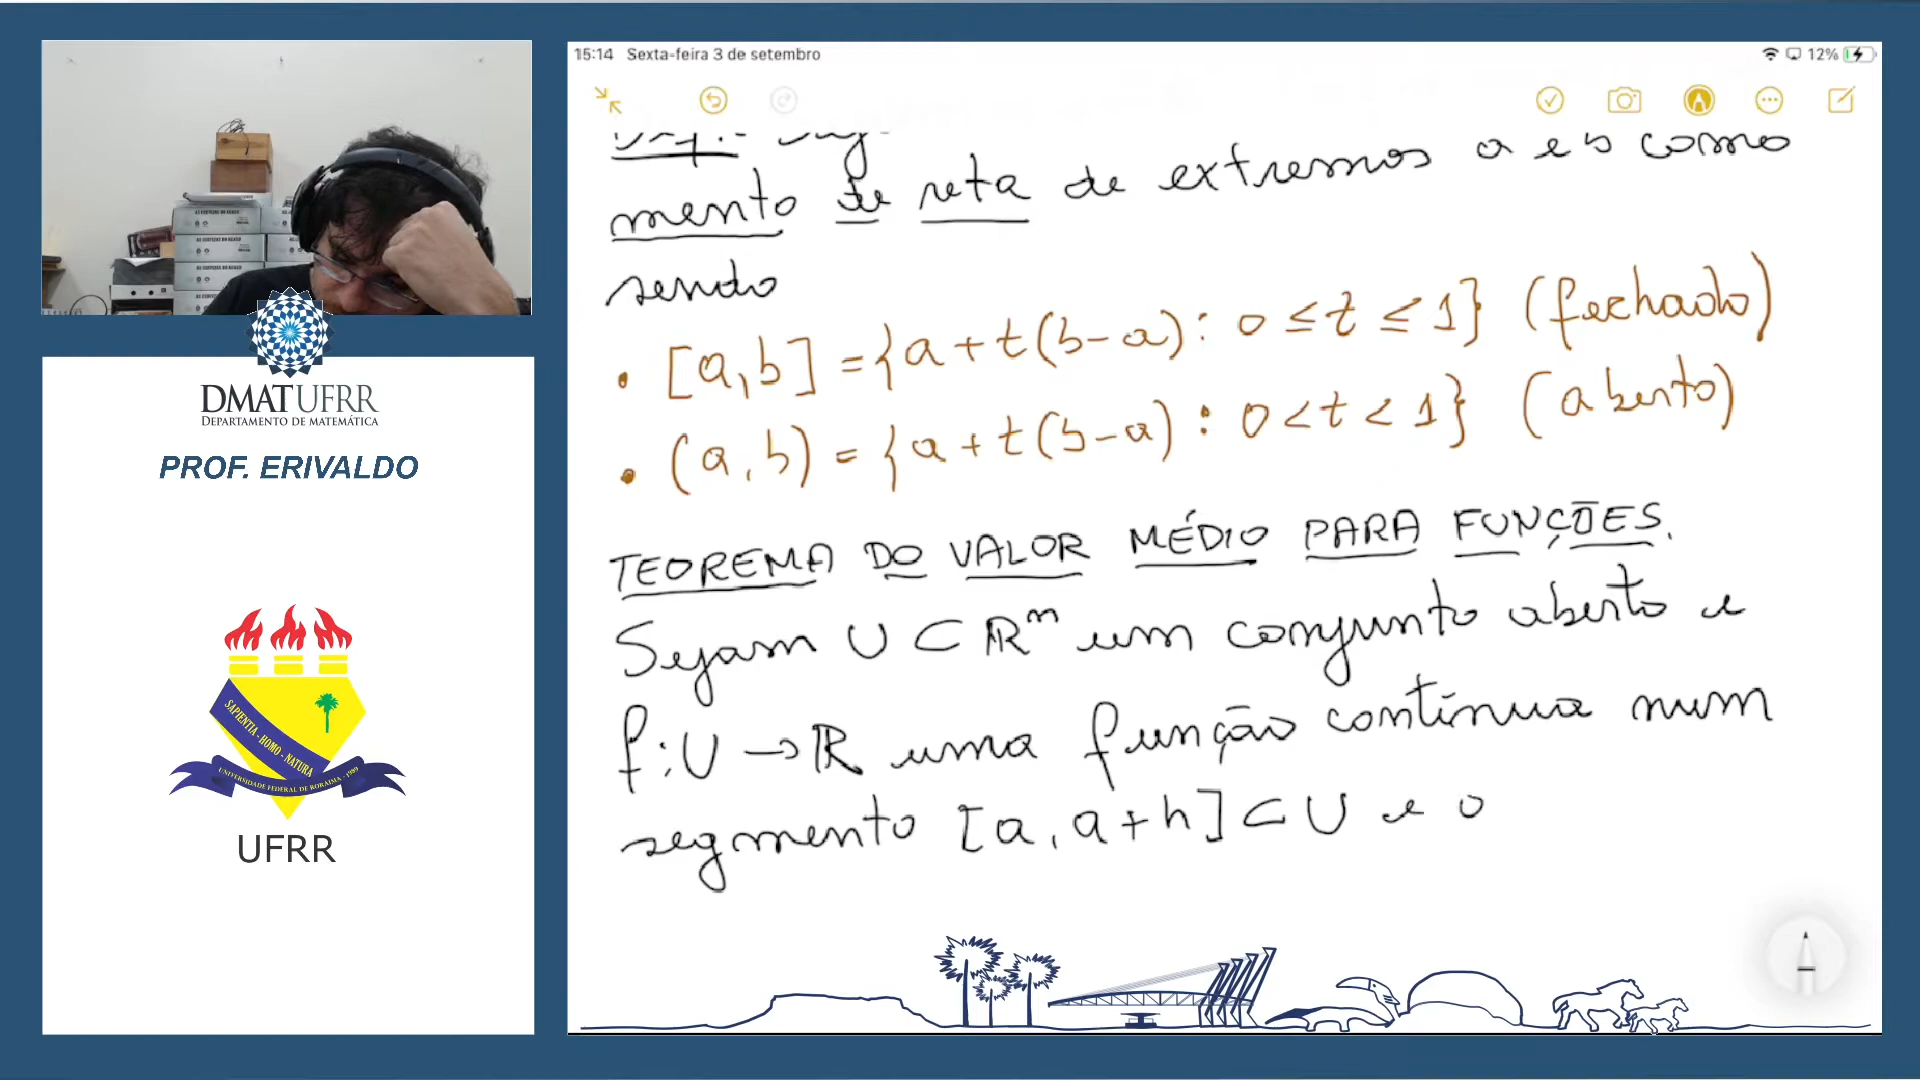 15:14 Sexta-feira 3 de setembro
12%
mento de reta de extremos a e b como
sendo
• [a,b] = {a+t(b-a): 0≤t≤1} (fechado)
• (a,b) = {a+t(b-a): 0<t<1} (aberto)
TEOREMA DO VALOR MÉDIO PARA FUNÇÕES.
Sejam U ⊂ ℝᵐ um conjunto aberto e
f: U → ℝ uma função contínua num
segmento [a, a+h] ⊂ U e o
DMATUFRR
DEPARTAMENTO DE MATEMÁTICA
PROF. ERIVALDO
SAPIENTIA - HOMO - NATURA
UNIVERSIDADE FEDERAL DE RORAIMA - 1989
UFRR